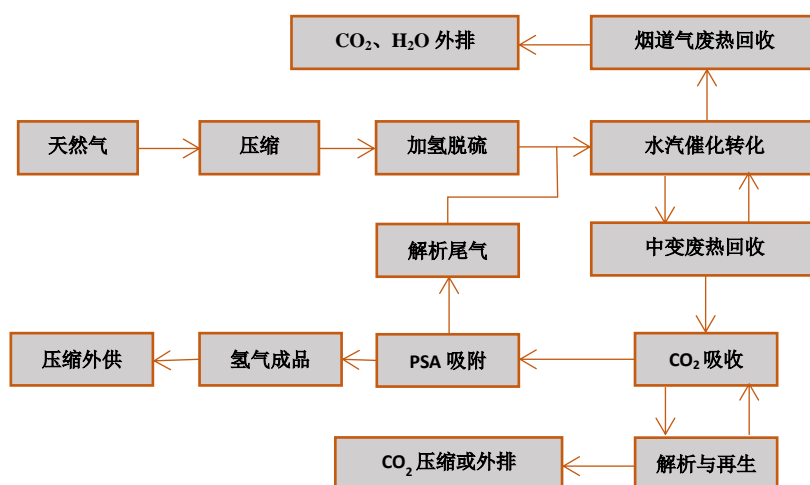 CO₂、H₂O 外排
烟道气废热回收
天然气
压缩
加氢脱硫
水汽催化转化
解析尾气
中变废热回收
压缩外供
氢气成品
PSA 吸附
CO₂ 吸收
CO₂ 压缩或外排
解析与再生